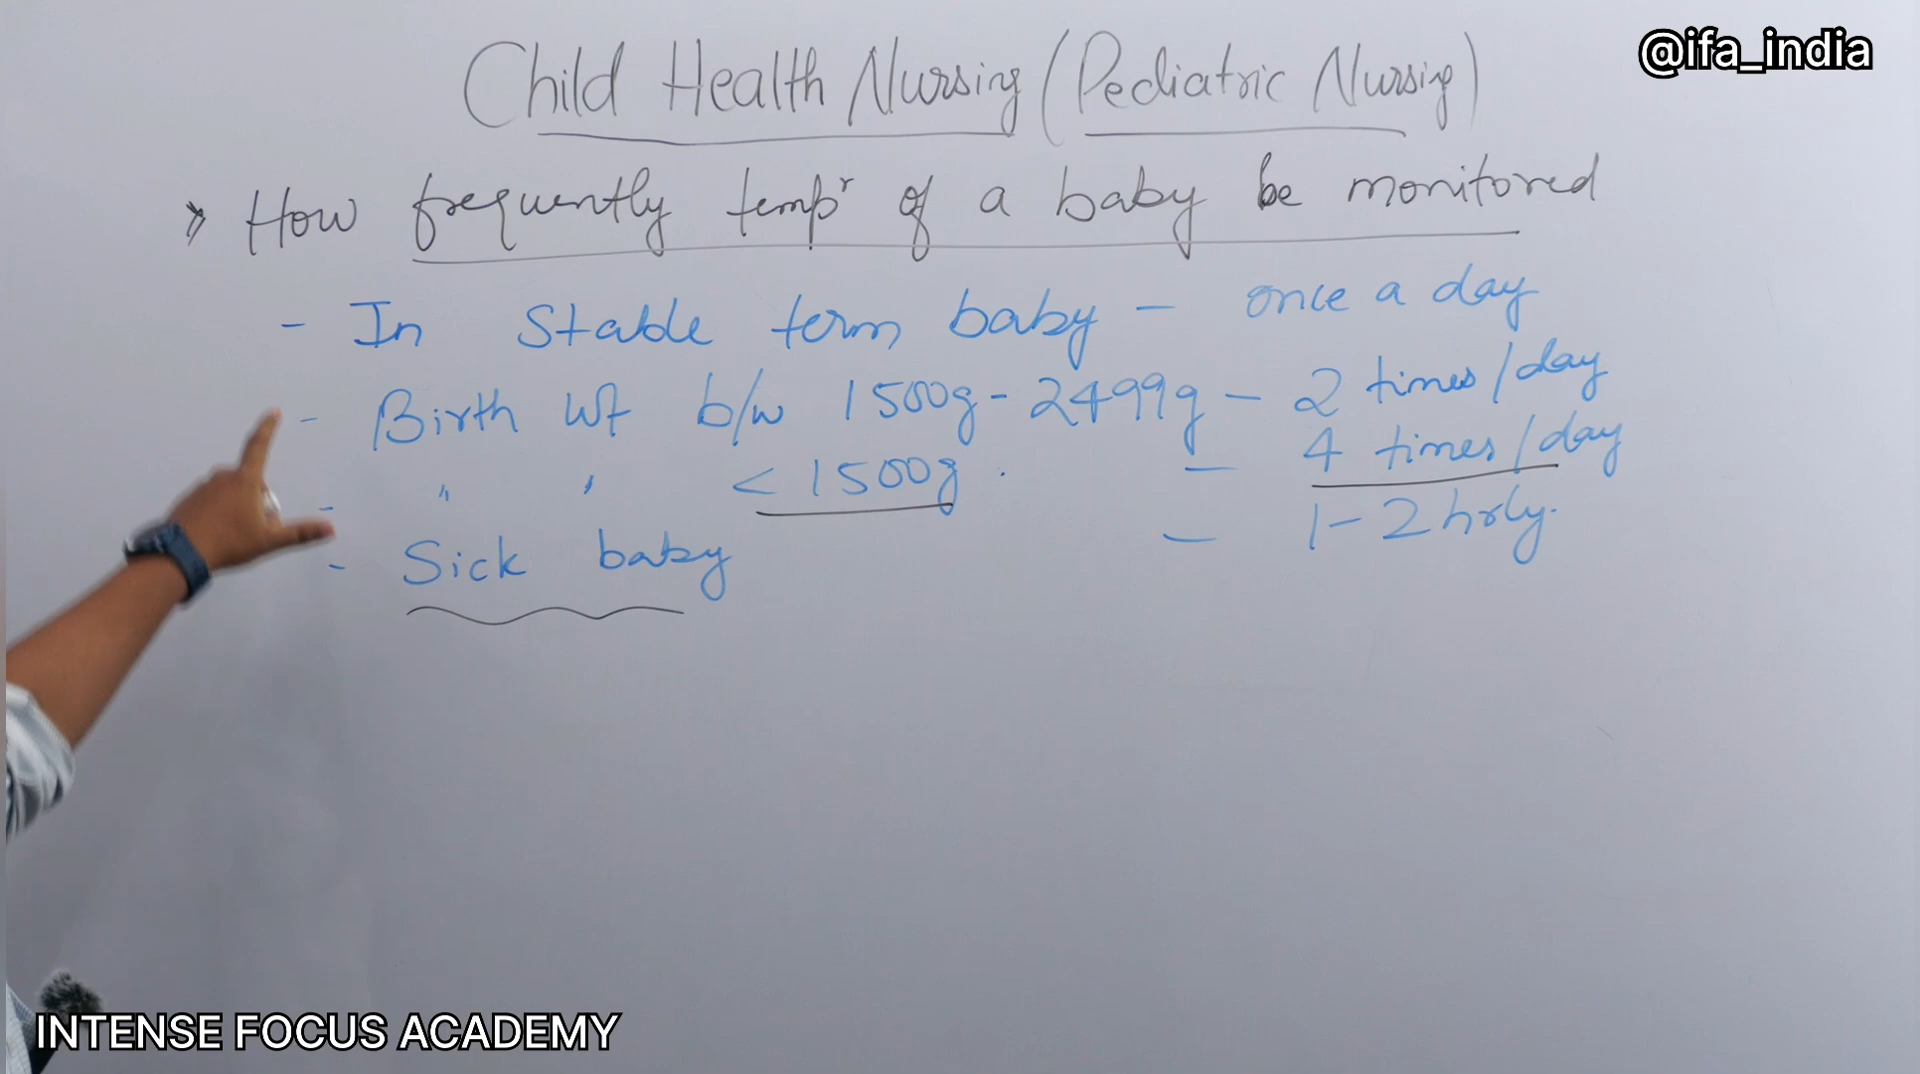 @ifa_india
Child Health Nursing (Pediatric Nursing)
How frequently tempr of a baby be monitored
- In Stable term baby - once a day
- Birth Wt b/w 1500g - 2499g - 2 times/day
- " " < 1500g. - 4 times/day
- Sick baby - 1-2 hrly.
INTENSE FOCUS ACADEMY